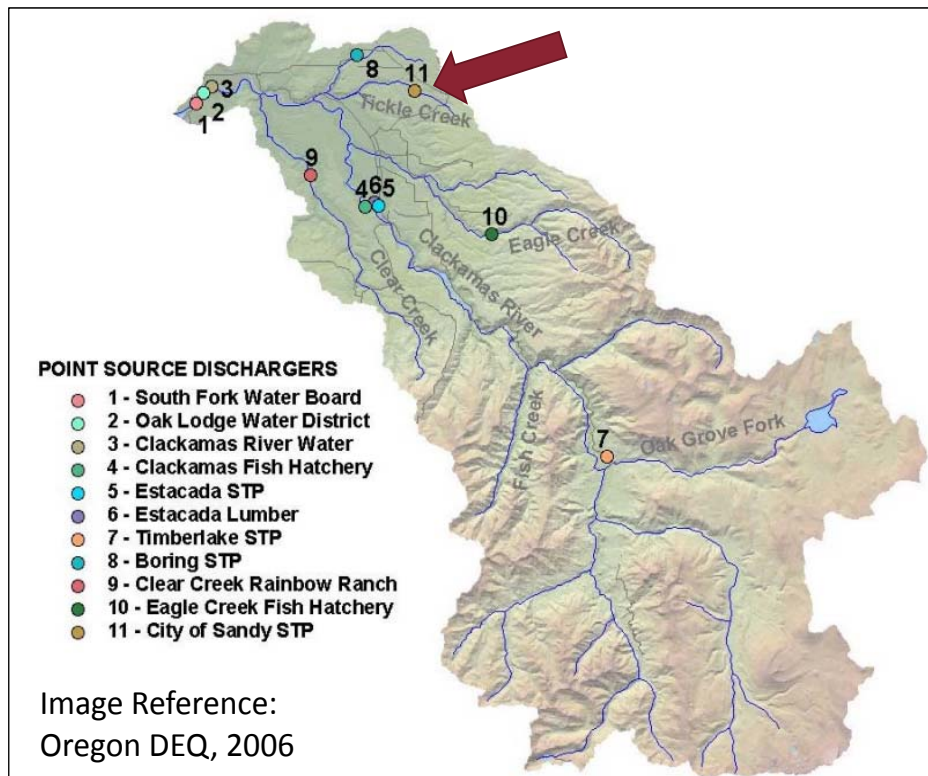 8
11
Tickle Creek
3
2
1
9
4
6
5
10
Eagle Creek
Clackamas River
Clear Creek
Fish Creek
7
Oak Grove Fork
POINT SOURCE DISCHARGERS
1 - South Fork Water Board
2 - Oak Lodge Water District
3 - Clackamas River Water
4 - Clackamas Fish Hatchery
5 - Estacada STP
6 - Estacada Lumber
7 - Timberlake STP
8 - Boring STP
9 - Clear Creek Rainbow Ranch
10 - Eagle Creek Fish Hatchery
11 - City of Sandy STP
Image Reference:
Oregon DEQ, 2006